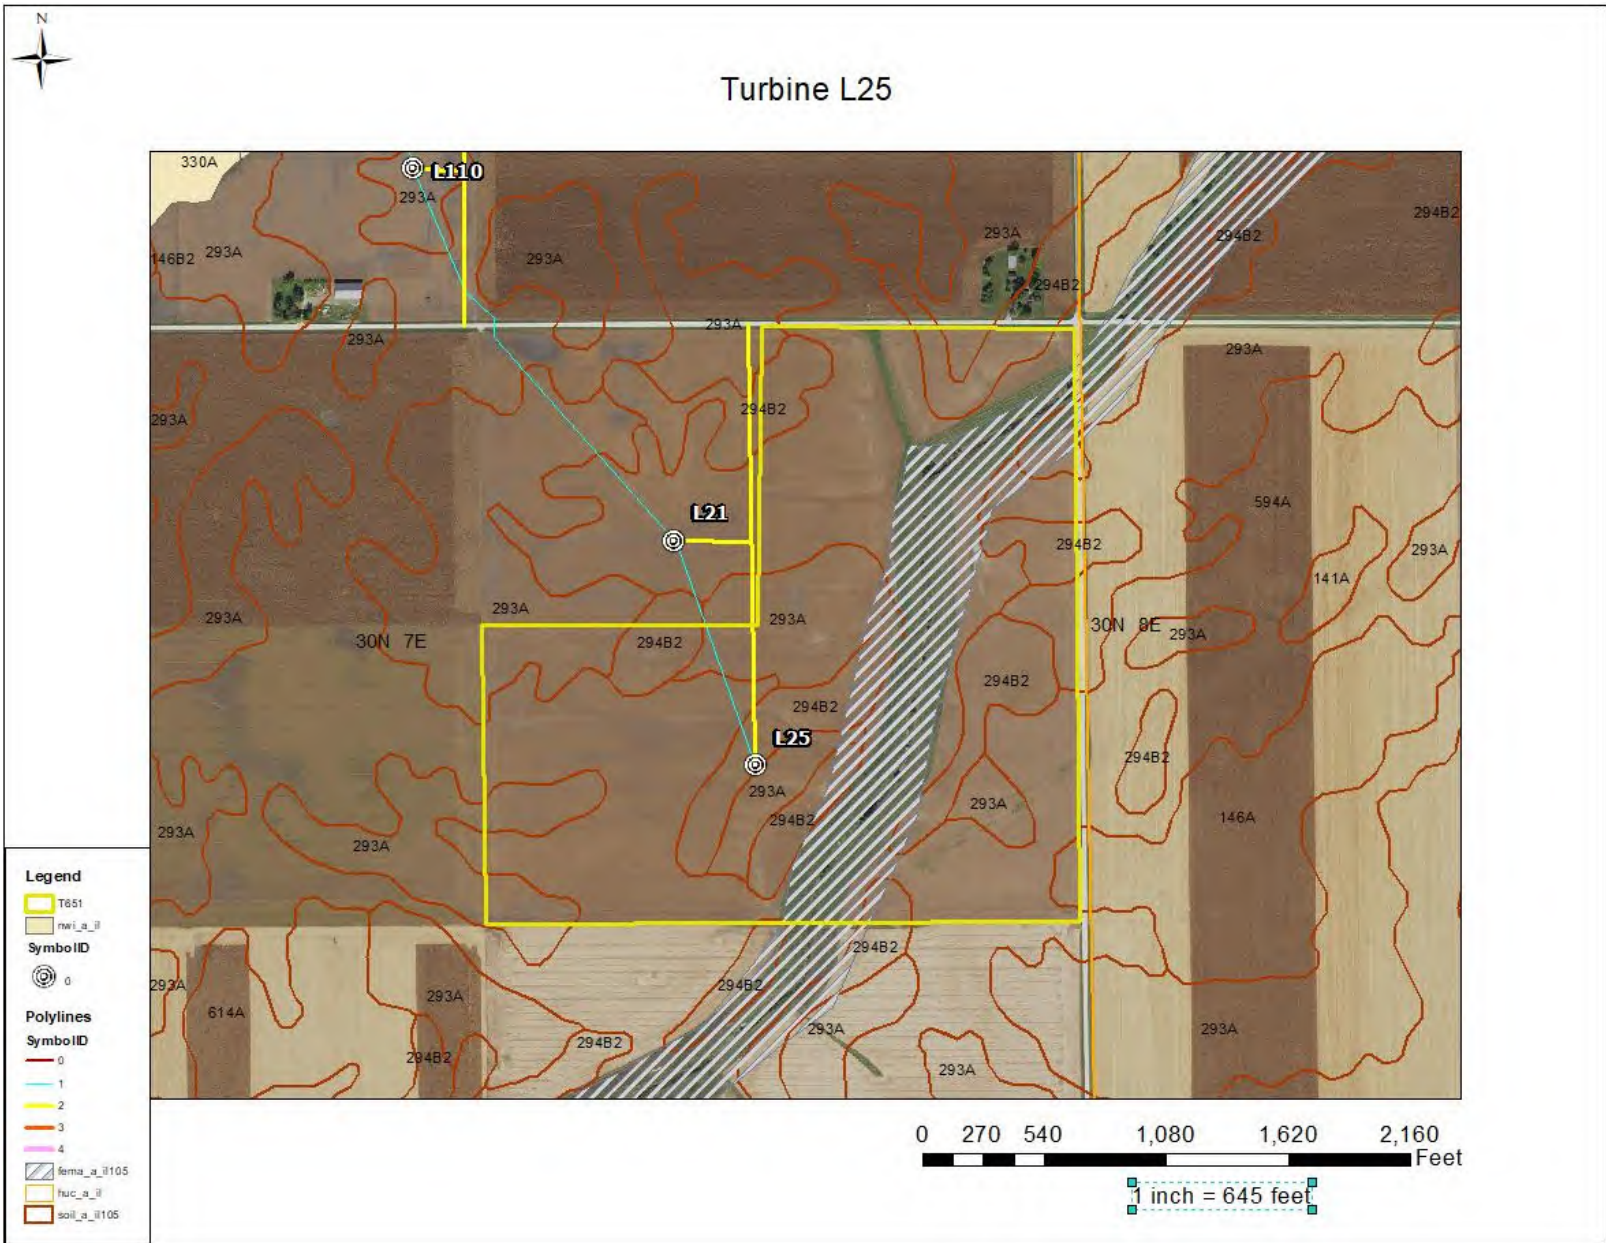 N
Turbine L25
330A
L110
293A
294B2
146B2
293A
293A
293A
294B2
294B2
293A
293A
293A
293A
294B2
594A
L21
294B2
293A
141A
293A
293A
293A
30N 7E
294B2
30N 8E
293A
294B2
294B2
L25
294B2
293A
293A
294B2
146A
293A
293A
Legend
T651
nwi_a_il
SymbolID
0
Polylines
SymbolID
0
1
2
3
4
fema_a_il105
huc_a_il
soil_a_il105
294B2
293A
294B2
293A
614A
293A
293A
294B2
294B2
293A
0 270 540 1,080 1,620 2,160
Feet
1 inch = 645 feet